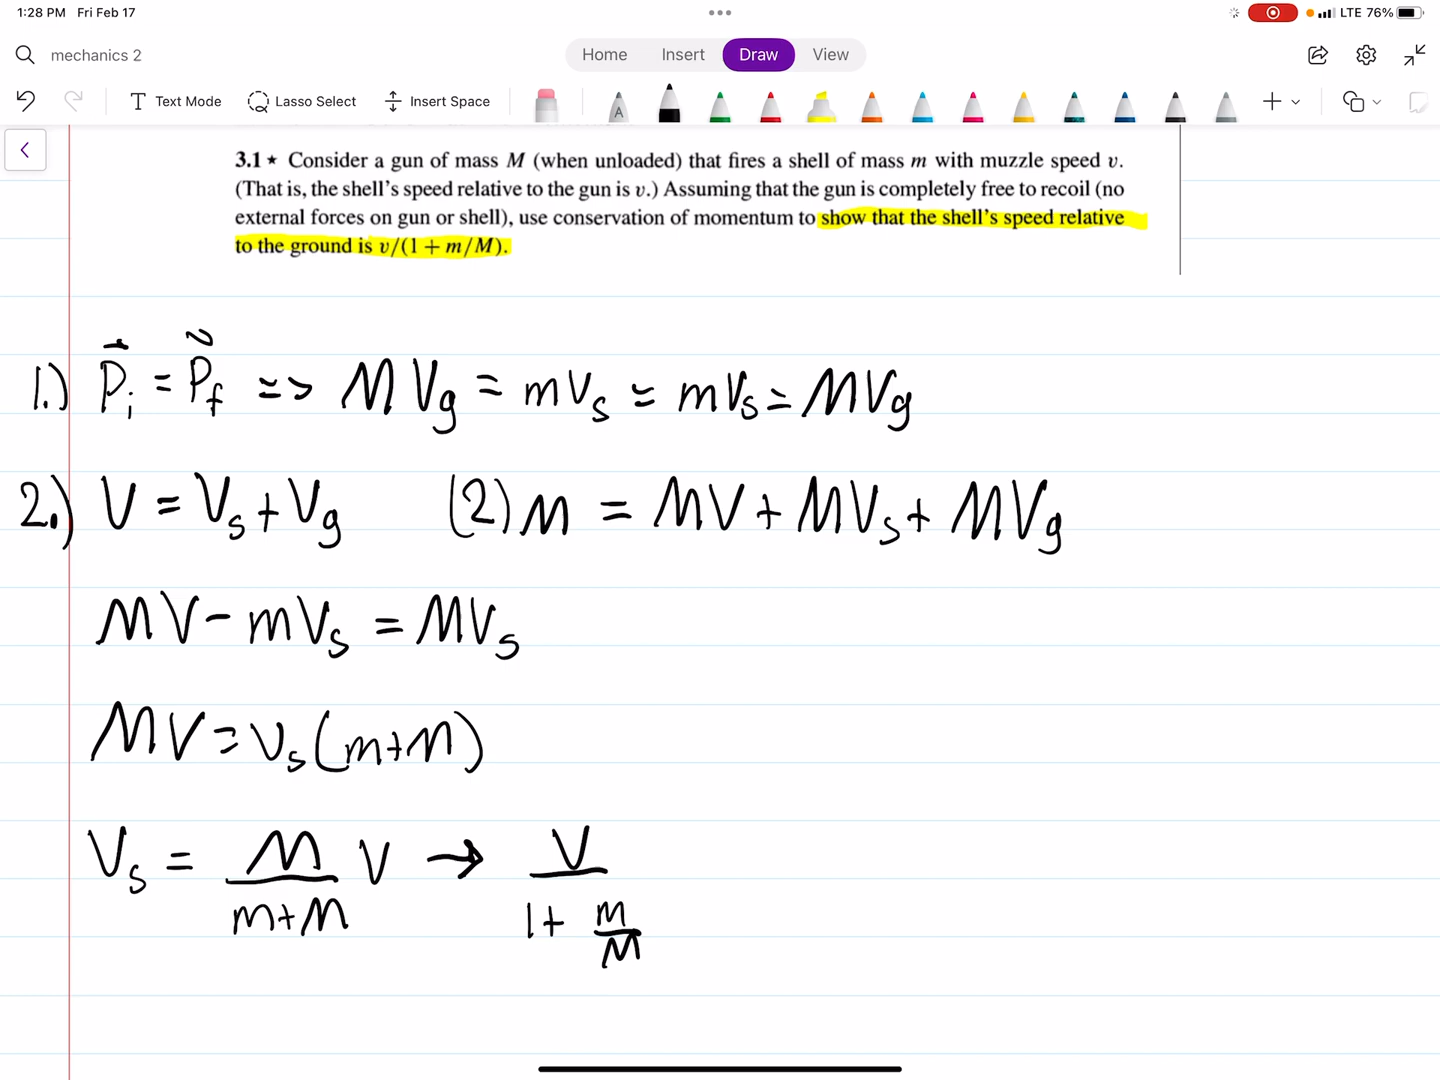 1:28 PM Fri Feb 17
LTE 76%
mechanics 2
Home Insert Draw View
Text Mode Lasso Select Insert Space
A
3.1 ⋆ Consider a gun of mass M (when unloaded) that fires a shell of mass m with muzzle speed v.
(That is, the shell's speed relative to the gun is v.) Assuming that the gun is completely free to recoil (no
external forces on gun or shell), use conservation of momentum to show that the shell's speed relative
to the ground is v/(1 + m/M).
1.) P⃗i = P⃗f => M Vg = m Vs = m Vs = M Vg
2.) V = Vs + Vg (2) M = MV + MVs + MVg
MV - mVs = MVs
MV = Vs (m+M)
Vs = M/(m+M) V → V/(1 + m/M)